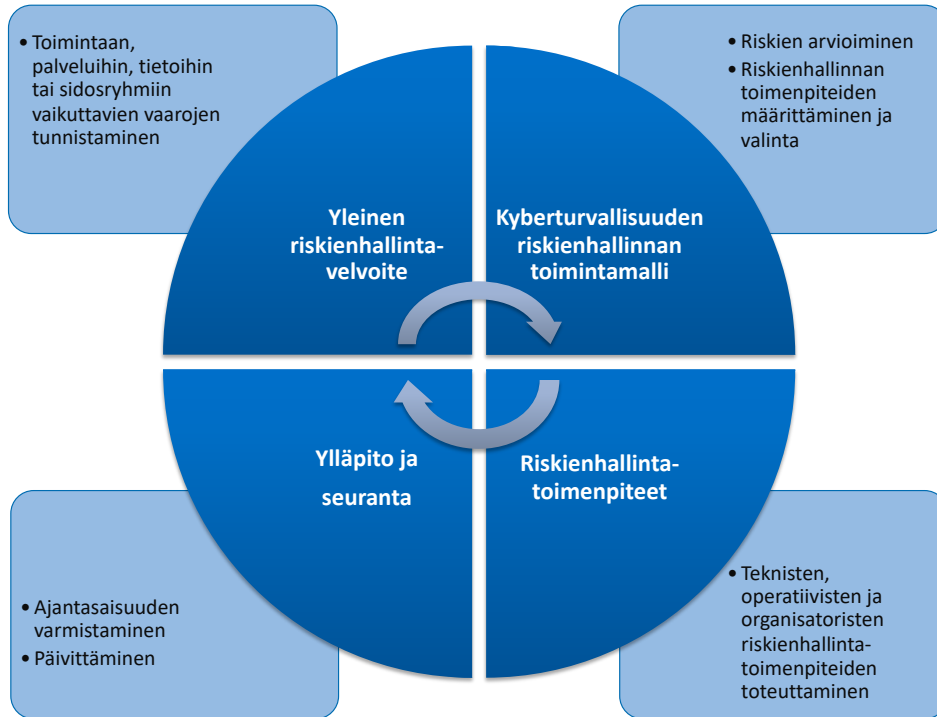 • Toimintaan,
palveluihin, tietoihin
tai sidosryhmiin
vaikuttavien vaarojen
tunnistaminen
• Riskien arvioiminen
• Riskienhallinnan
toimenpiteiden
määrittäminen ja
valinta
Yleinen
riskienhallinta-
velvoite
Kyberturvallisuuden
riskienhallinnan
toimintamalli
Ylläpito ja
seuranta
Riskienhallinta-
toimenpiteet
• Ajantasaisuuden
varmistaminen
• Päivittäminen
• Teknisten,
operatiivisten ja
organisatoristen
riskienhallinta-
toimenpiteiden
toteuttaminen